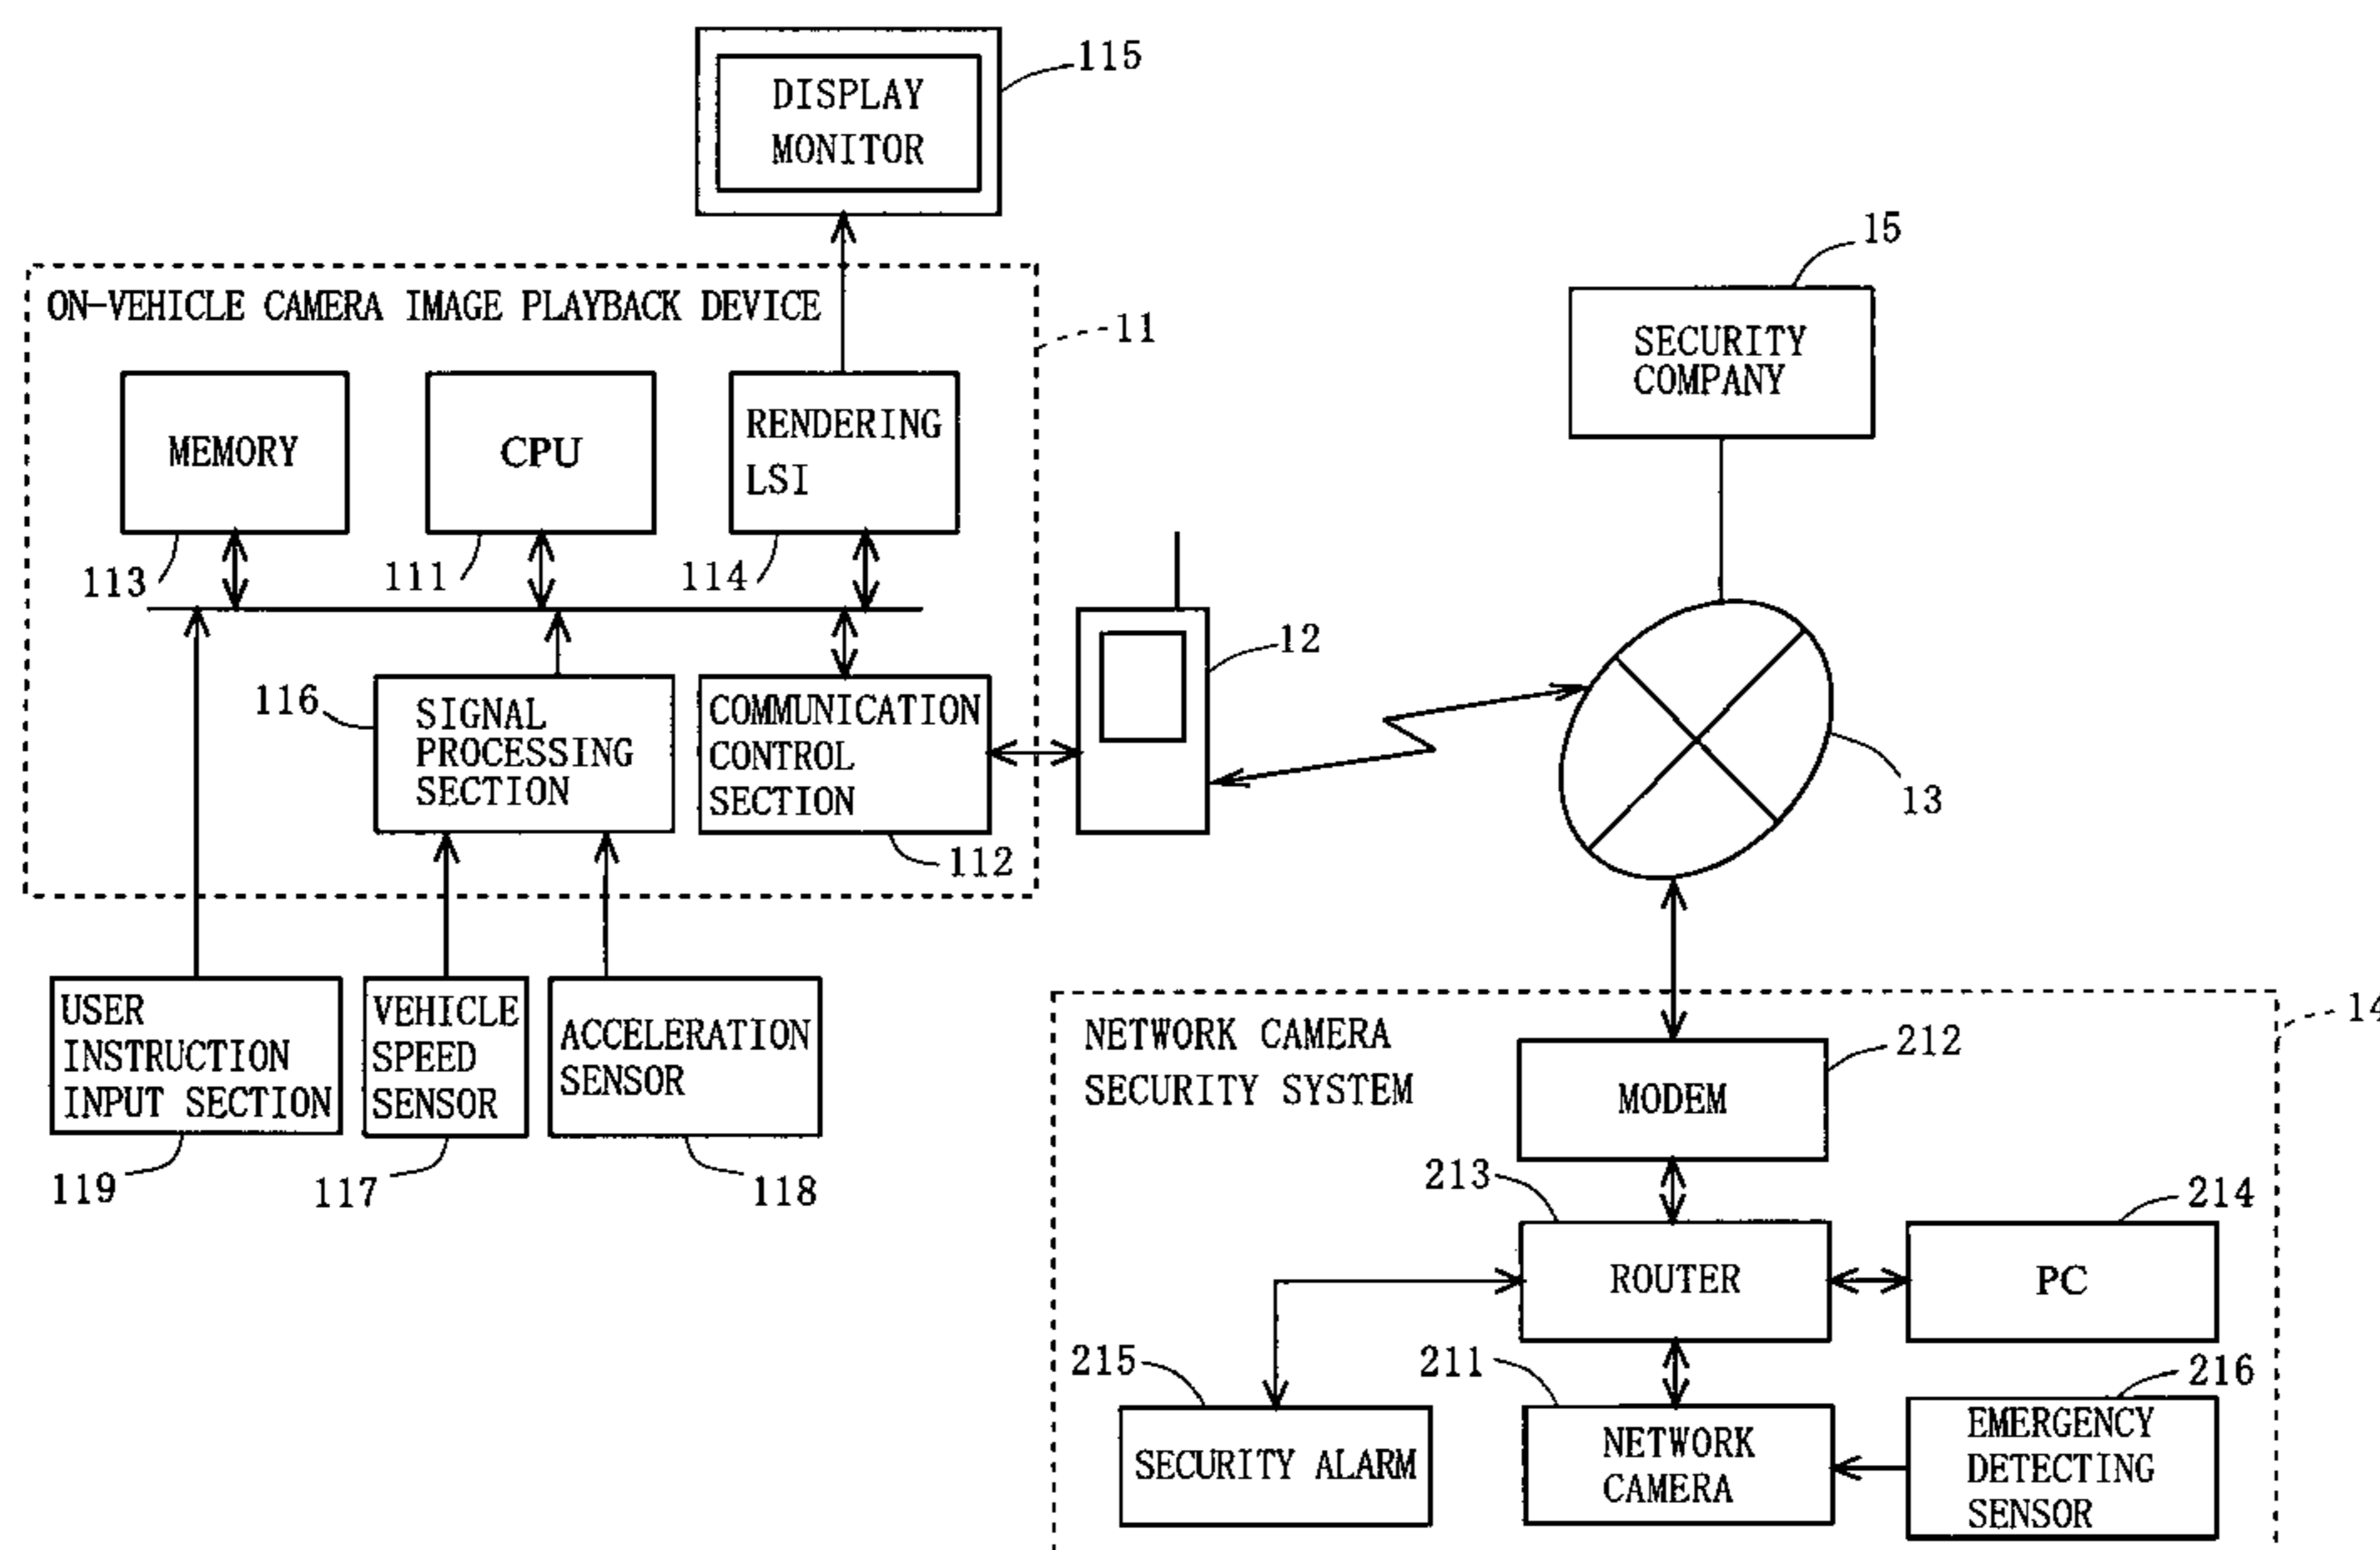 DISPLAY
MONITOR
115
ON-VEHICLE CAMERA IMAGE PLAYBACK DEVICE
11
MEMORY
113
CPU
111
RENDERING
LSI
114
116
SIGNAL
PROCESSING
SECTION
COMMUNICATION
CONTROL
SECTION
112
12
15
SECURITY
COMPANY
13
USER
INSTRUCTION
INPUT SECTION
119
VEHICLE
SPEED
SENSOR
117
ACCELERATION
SENSOR
118
14
NETWORK CAMERA
SECURITY SYSTEM
MODEM
212
213
ROUTER
214
PC
215
SECURITY ALARM
211
NETWORK
CAMERA
216
EMERGENCY
DETECTING
SENSOR